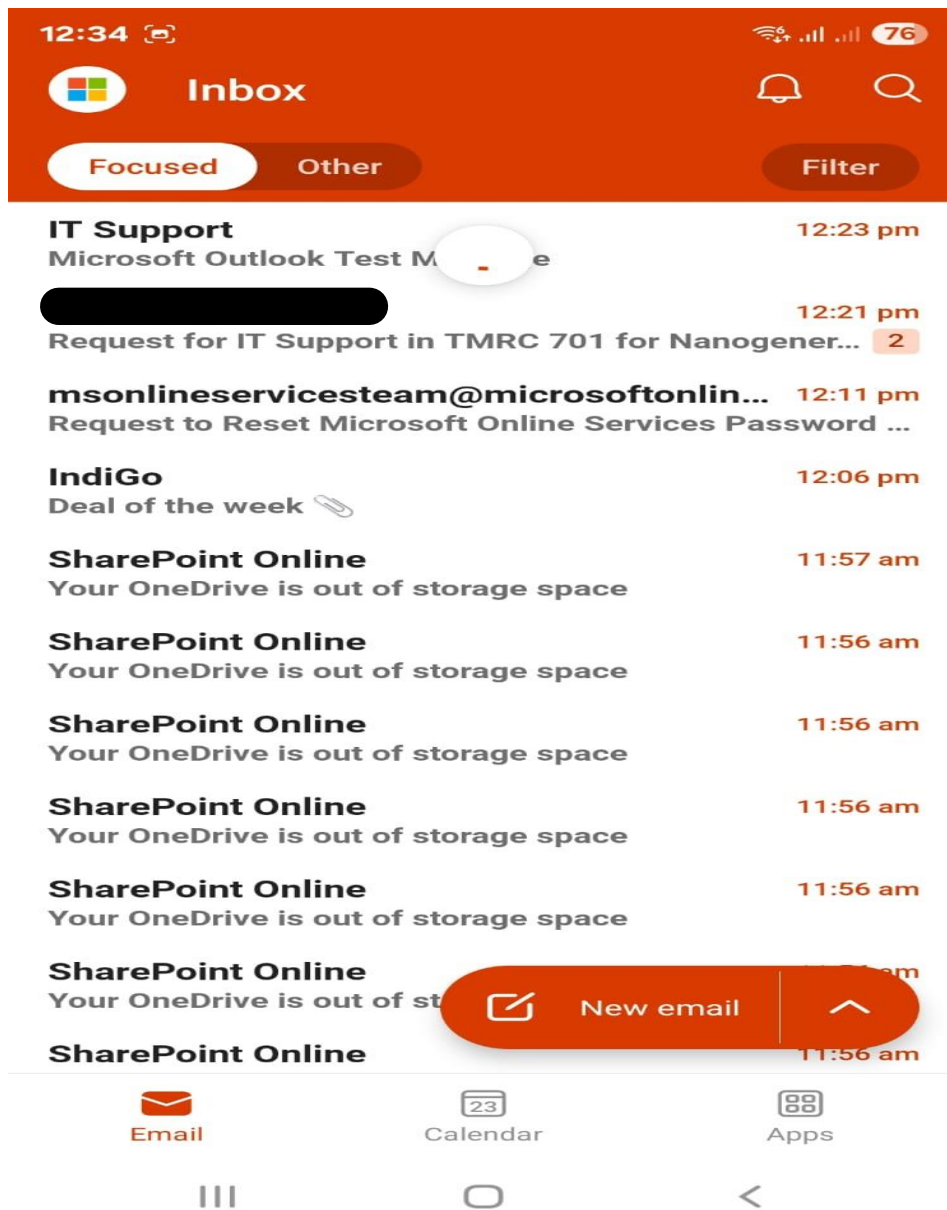 12:34
76
Inbox
Focused
Other
Filter
IT Support
12:23 pm
Microsoft Outlook Test
12:21 pm
Request for IT Support in TMRC 701 for Nanogener...
2
msonlineservicesteam@microsoftonlin...
12:11 pm
Request to Reset Microsoft Online Services Password ...
IndiGo
12:06 pm
Deal of the week
SharePoint Online
11:57 am
Your OneDrive is out of storage space
SharePoint Online
11:56 am
Your OneDrive is out of storage space
SharePoint Online
11:56 am
Your OneDrive is out of storage space
SharePoint Online
11:56 am
Your OneDrive is out of storage space
SharePoint Online
11:56 am
Your OneDrive is out of storage space
SharePoint Online
Your OneDrive is out of
New email
SharePoint Online
11:56 am
23
Email
Calendar
Apps